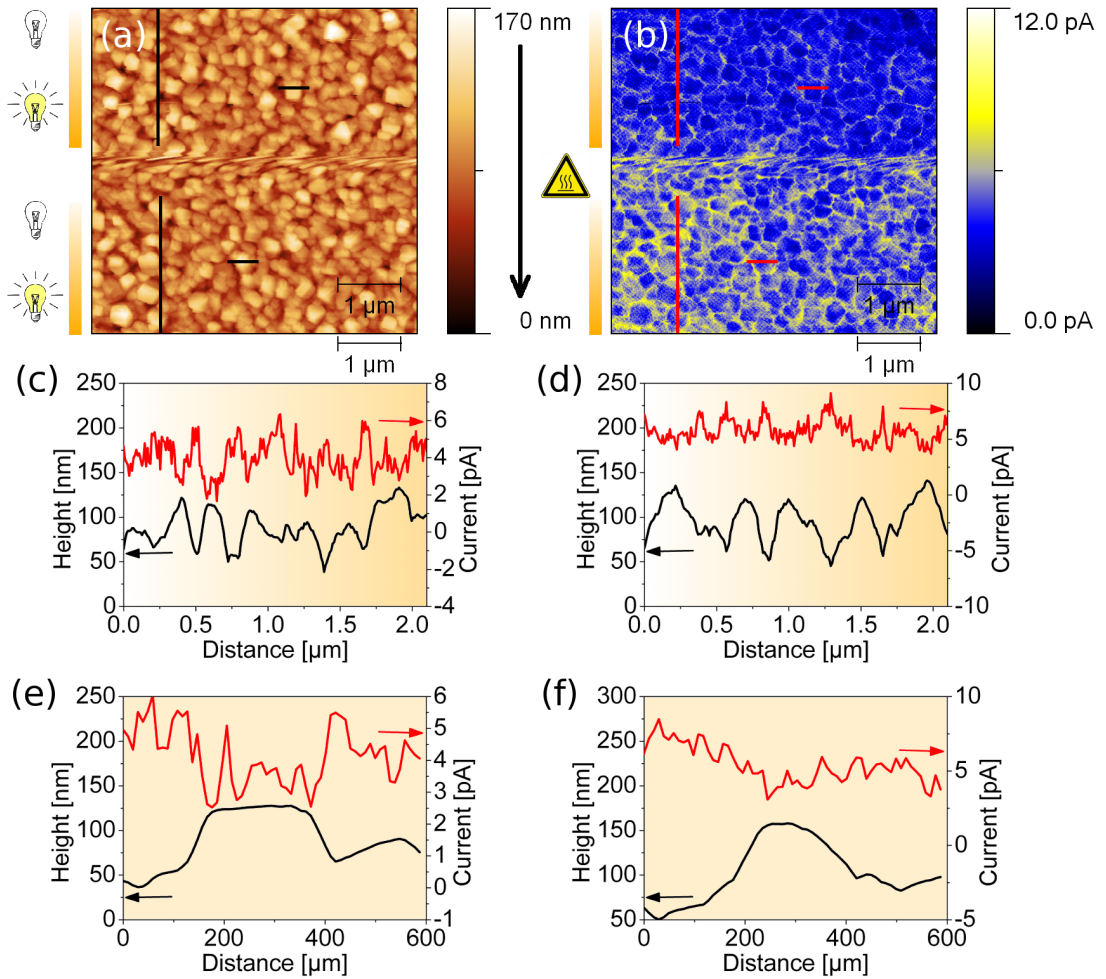 (a)
170 nm
0 nm
1 µm
1 µm
(b)
12.0 pA
0.0 pA
1 µm
1 µm
(c)
250
200
150
100
50
0
Height [nm]
0.0
0.5
1.0
1.5
2.0
Distance [µm]
8
6
4
2
0
-2
-4
Current [pA]
(d)
250
200
150
100
50
0
Height [nm]
0.0
0.5
1.0
1.5
2.0
Distance [µm]
10
5
0
-5
-10
Current [pA]
(e)
250
200
150
100
50
0
Height [nm]
0
200
400
600
Distance [µm]
6
5
4
3
2
1
0
-1
Current [pA]
(f)
300
250
200
150
100
50
Height [nm]
0
200
400
600
Distance [µm]
10
5
0
-5
Current [pA]